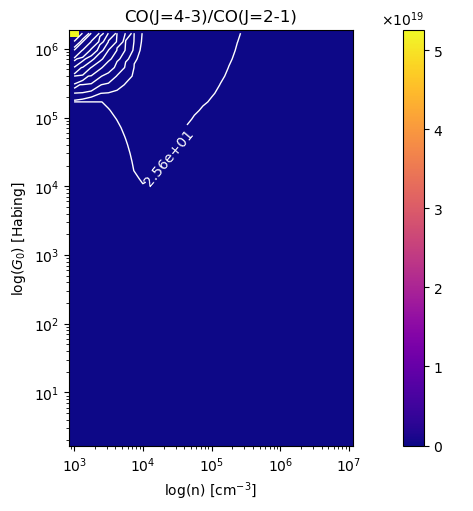 CO(J=4-3)/CO(J=2-1)
×10¹⁹
10⁶
10⁵
10⁴
10³
10²
10¹
log(G₀) [Habing]
2.56e+01
5
4
3
2
1
0
10³ 10⁴ 10⁵ 10⁶ 10⁷
log(n) [cm⁻³]